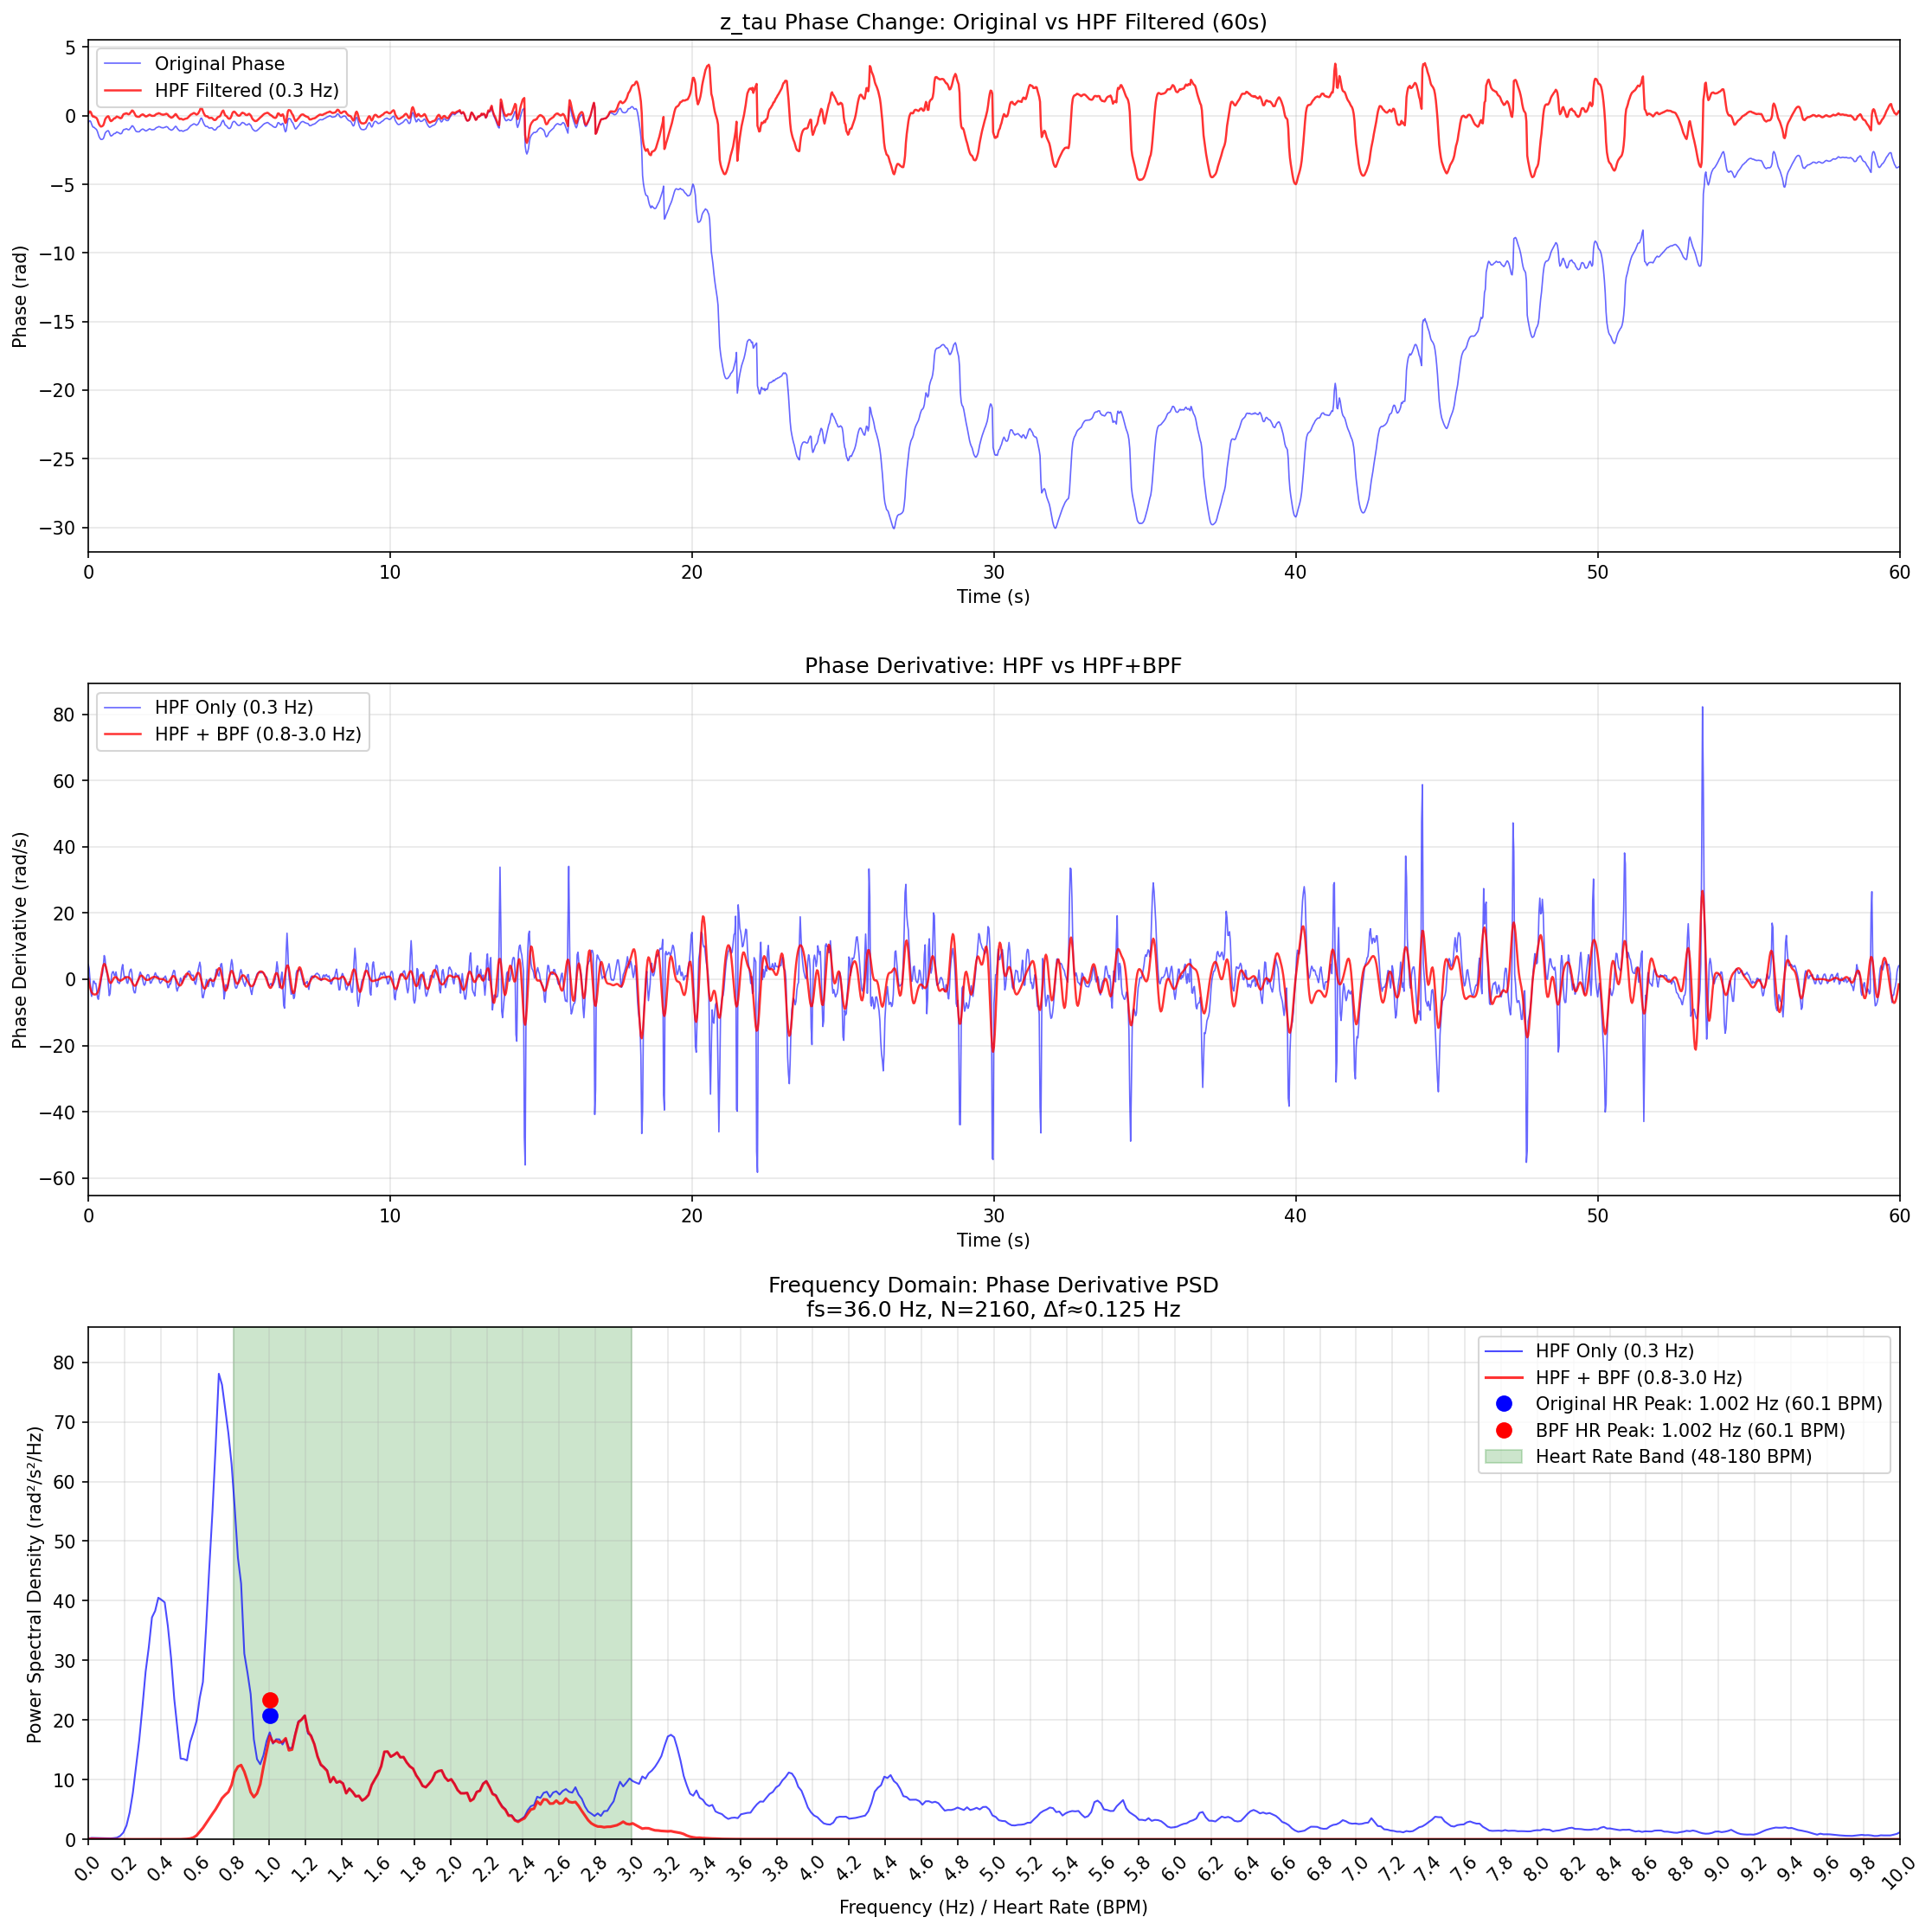 z_tau Phase Change: Original vs HPF Filtered (60s)
Original Phase
HPF Filtered (0.3 Hz)
Phase (rad)
5
0
−5
−10
−15
−20
−25
−30
0 10 20 30 40 50 60
Time (s)
Phase Derivative: HPF vs HPF+BPF
HPF Only (0.3 Hz)
HPF + BPF (0.8-3.0 Hz)
Phase Derivative (rad/s)
80
60
40
20
0
−20
−40
−60
0 10 20 30 40 50 60
Time (s)
Frequency Domain: Phase Derivative PSD
fs=36.0 Hz, N=2160, Δf≈0.125 Hz
HPF Only (0.3 Hz)
HPF + BPF (0.8-3.0 Hz)
Original HR Peak: 1.002 Hz (60.1 BPM)
BPF HR Peak: 1.002 Hz (60.1 BPM)
Heart Rate Band (48-180 BPM)
Power Spectral Density (rad²/s²/Hz)
80
70
60
50
40
30
20
10
0
0.0 0.2 0.4 0.6 0.8 1.0 1.2 1.4 1.6 1.8 2.0 2.2 2.4 2.6 2.8 3.0 3.2 3.4 3.6 3.8 4.0 4.2 4.4 4.6 4.8 5.0 5.2 5.4 5.6 5.8 6.0 6.2 6.4 6.6 6.8 7.0 7.2 7.4 7.6 7.8 8.0 8.2 8.4 8.6 8.8 9.0 9.2 9.4 9.6 9.8 10.0
Frequency (Hz) / Heart Rate (BPM)